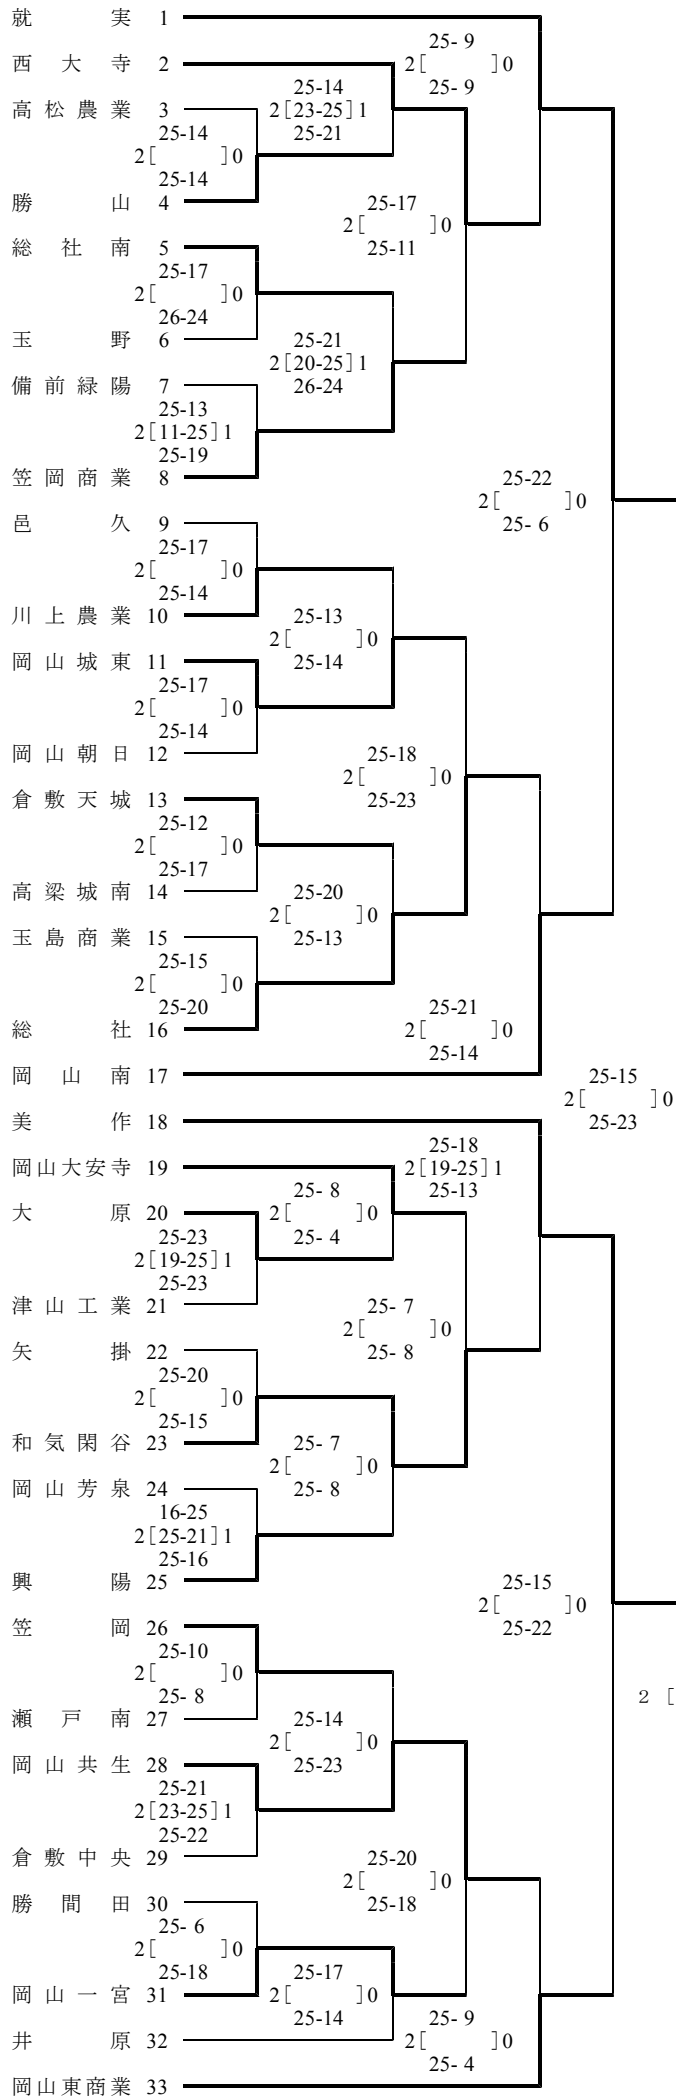 就実 1
25- 9
西大寺 2
2[ ]0
25-14
25- 9
高松農業 3
2[23-25]1
25-14
25-21
2[ ]0
25-14
勝山 4
25-17
2[ ]0
総社南 5
25-11
25-17
2[ ]0
26-24
玉野 6
25-21
2[20-25]1
備前緑陽 7
26-24
25-13
2[11-25]1
25-19
笠岡商業 8
25-22
2[ ]0
邑久 9
25- 6
25-17
2[ ]0
25-14
川上農業 10
25-13
2[ ]0
岡山城東 11
25-14
25-17
2[ ]0
25-14
岡山朝日 12
25-18
2[ ]0
倉敷天城 13
25-23
25-12
2[ ]0
25-17
高梁城南 14
25-20
2[ ]0
玉島商業 15
25-13
25-15
2[ ]0
25-20
25-21
総社 16
2[ ]0
25-14
岡山南 17
25-15
2[ ]0
美作 18
25-23
25-18
岡山大安寺 19
2[19-25]1
25- 8
25-13
大原 20
2[ ]0
25-23
25- 4
2[19-25]1
25-23
津山工業 21
25- 7
2[ ]0
矢掛 22
25- 8
25-20
2[ ]0
25-15
和気閑谷 23
25- 7
2[ ]0
岡山芳泉 24
25- 8
16-25
2[25-21]1
25-16
興陽 25
25-15
2[ ]0
笠岡 26
25-22
25-10
2[ ]0
25- 8
2 [
瀬戸南 27
25-14
2[ ]0
岡山共生 28
25-23
25-21
2[23-25]1
25-22
倉敷中央 29
25-20
2[ ]0
勝間田 30
25-18
25- 6
2[ ]0
25-18
25-17
岡山一宮 31
2[ ]0
25-14
25- 9
井原 32
2[ ]0
25- 4
岡山東商業 33